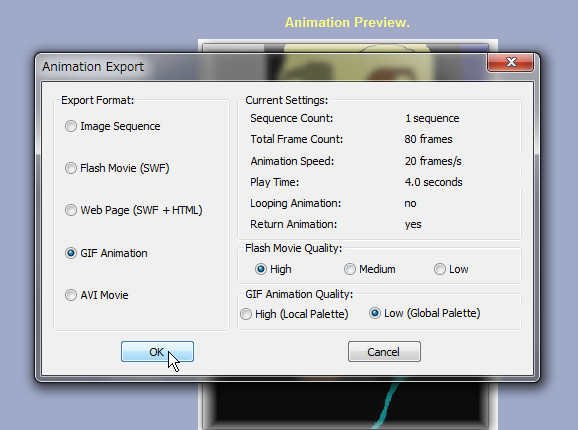 Animation Preview.
Animation Export
Export Format:
Image Sequence
Flash Movie (SWF)
Web Page (SWF + HTML)
GIF Animation
AVI Movie
Current Settings:
Sequence Count: 1 sequence
Total Frame Count: 80 frames
Animation Speed: 20 frames/s
Play Time: 4.0 seconds
Looping Animation: no
Return Animation: yes
Flash Movie Quality:
High Medium Low
GIF Animation Quality:
High (Local Palette) Low (Global Palette)
OK Cancel